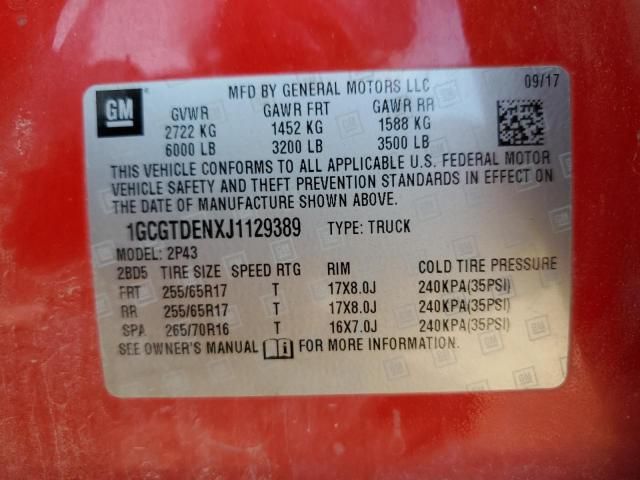 GM
MFD BY GENERAL MOTORS LLC 09/17
GVWR GAWR FRT GAWR RR
2722 KG 1452 KG 1588 KG
6000 LB 3200 LB 3500 LB
THIS VEHICLE CONFORMS TO ALL APPLICABLE U.S. FEDERAL MOTOR
VEHICLE SAFETY AND THEFT PREVENTION STANDARDS IN EFFECT ON
THE DATE OF MANUFACTURE SHOWN ABOVE.
1GCGTDENXJ1129389 TYPE: TRUCK
MODEL: 2P43
2BD5 TIRE SIZE SPEED RTG RIM COLD TIRE PRESSURE
FRT 255/65R17 T 17X8.0J 240KPA(35PSI)
RR 255/65R17 T 17X8.0J 240KPA(35PSI)
SPA 265/70R16 T 16X7.0J 240KPA(35PSI)
SEE OWNER'S MANUAL i FOR MORE INFORMATION.